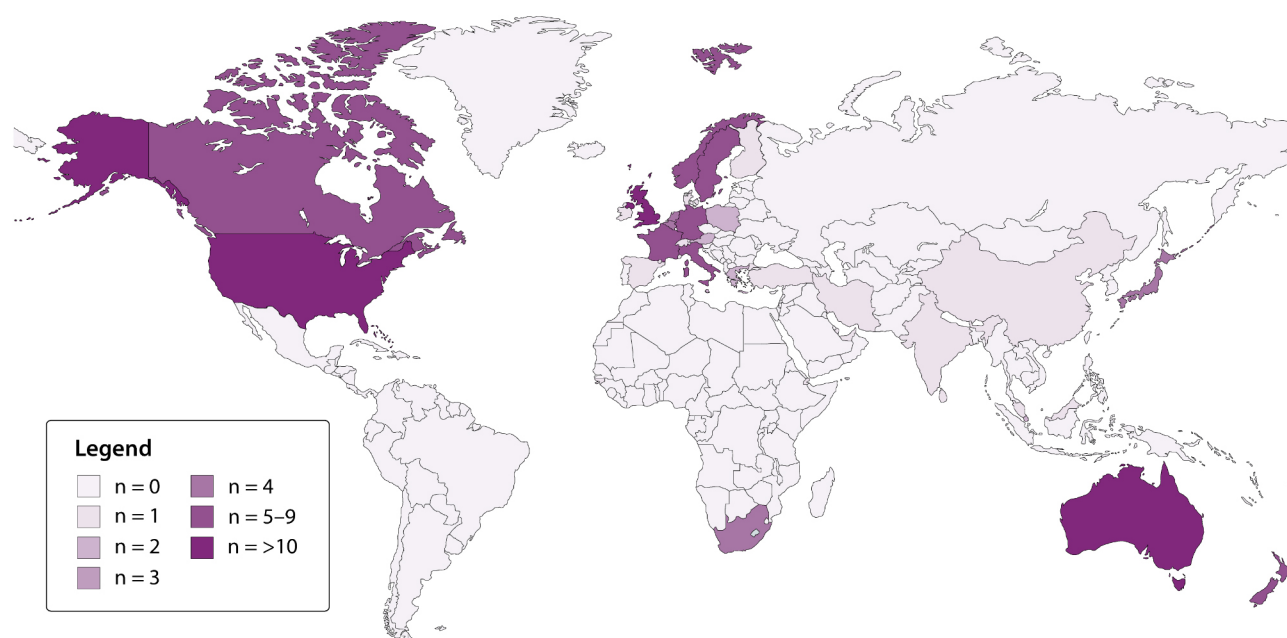 Legend
n = 0
n = 1
n = 2
n = 3
n = 4
n = 5–9
n = >10